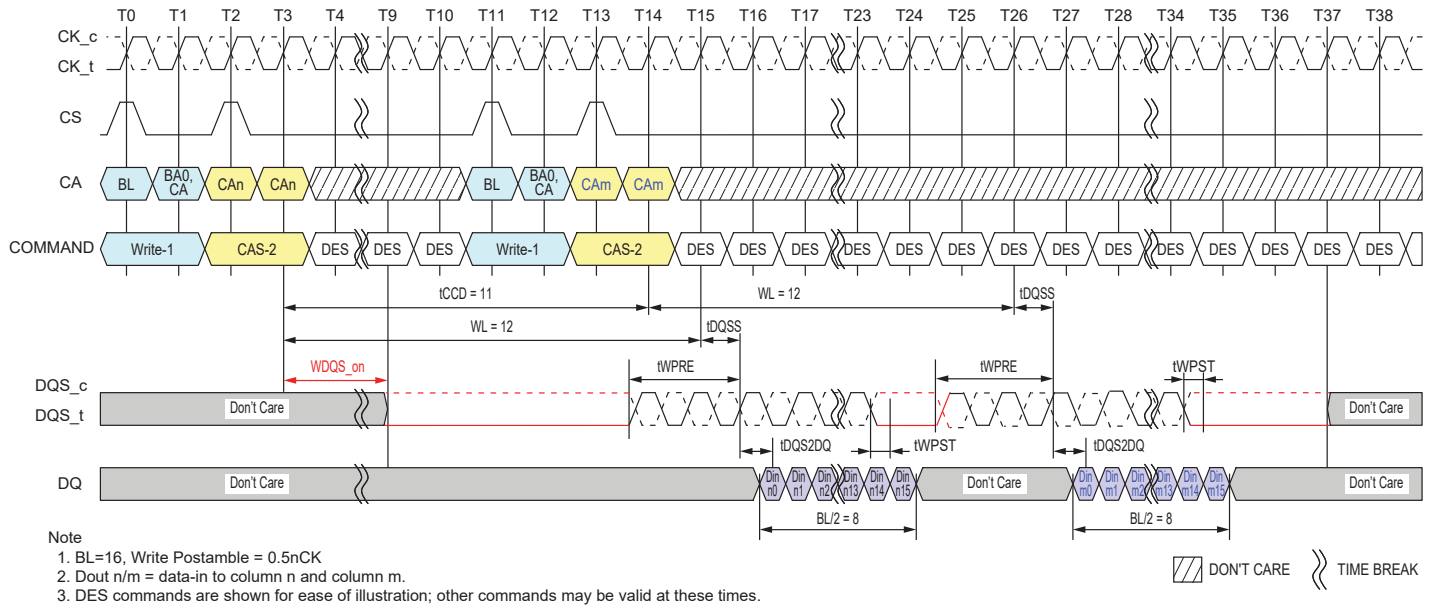 T0 T1 T2 T3 T4 T9 T10 T11 T12 T13 T14 T15 T16 T17 T23 T24 T25 T26 T27 T28 T34 T35 T36 T37 T38
CK_c
CK_t
CS
CA
BL BA0, CA CAn CAn BL BA0, CA CAm CAm
COMMAND
Write-1 CAS-2 DES DES DES Write-1 CAS-2 DES DES DES DES DES DES DES DES DES DES DES DES DES DES
tCCD = 11 WL = 12 tDQSS
WL = 12 tDQSS
WDQS_on tWPRE tWPRE tWPST
DQS_c
DQS_t
Don't Care Don't Care
tDQS2DQ tWPST tDQS2DQ
DQ
Don't Care Din n0 Din n1 Din n2 Din n13 Din n14 Din n15 Don't Care Din m0 Din m1 Din m2 Din m13 Din m14 Din m15 Don't Care
BL/2 = 8 BL/2 = 8
Note
1. BL=16, Write Postamble = 0.5nCK
2. Dout n/m = data-in to column n and column m.
3. DES commands are shown for ease of illustration; other commands may be valid at these times.
DON'T CARE TIME BREAK